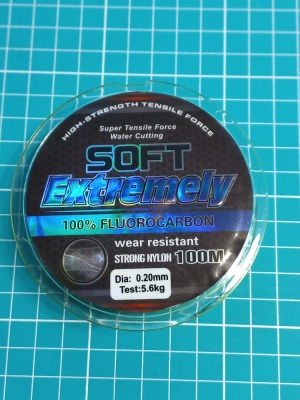 HIGH-STRENGTH TENSILE FORCE
Super Tensile Force
Water Cutting
SOFT
Extremely
100% FLUOROCARBON
wear resistant
STRONG NYLON 100M
Dia: 0.20mm
Test:5.6kg